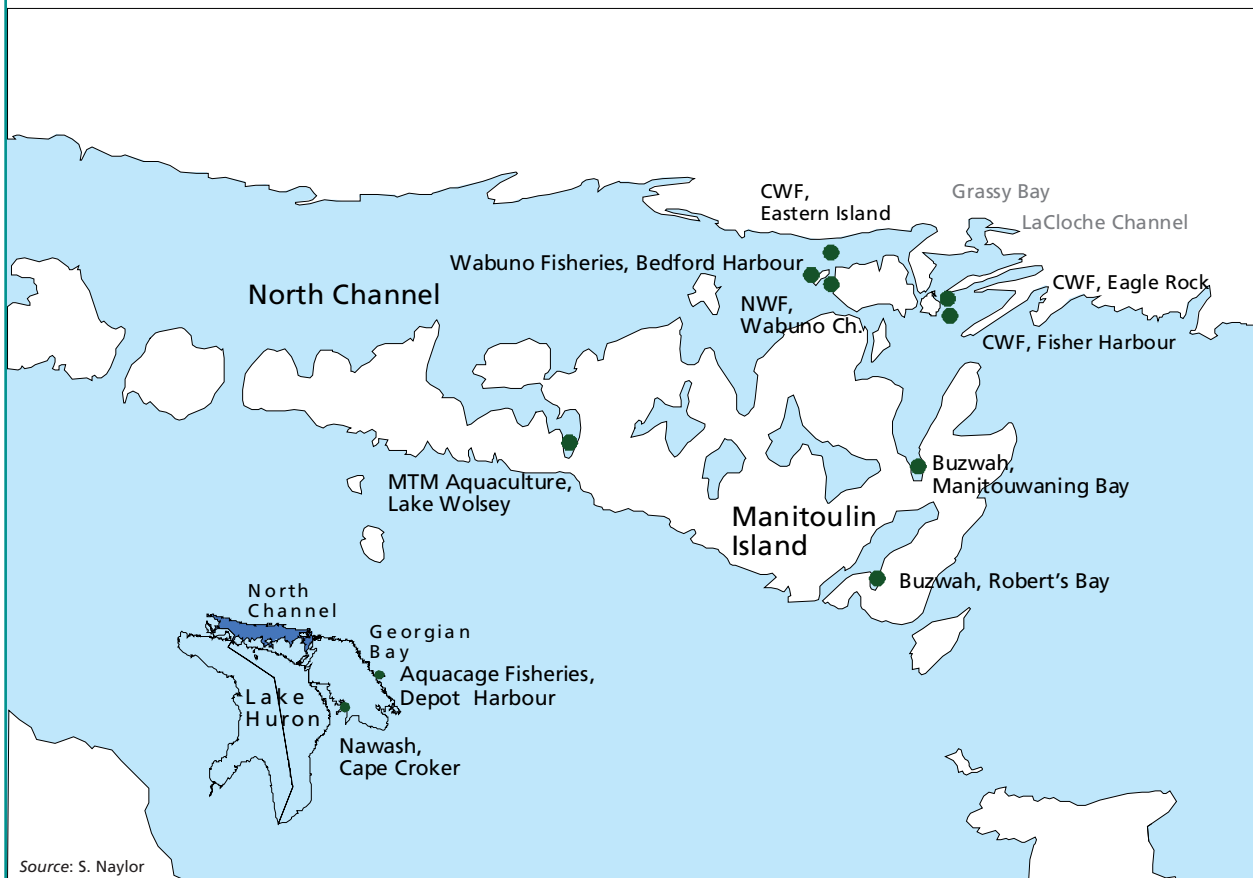 CWF,
Eastern Island
Grassy Bay
LaCloche Channel
Wabuno Fisheries, Bedford Harbour
North Channel
CWF, Eagle Rock
NWF,
Wabuno Ch.
CWF, Fisher Harbour
MTM Aquaculture,
Lake Wolsey
Buzwah,
Manitouwaning Bay
Manitoulin
Island
Buzwah, Robert's Bay
North
Channel
Georgian
Bay
Aquacage Fisheries,
Depot Harbour
Lake
Huron
Nawash,
Cape Croker
Source: S. Naylor